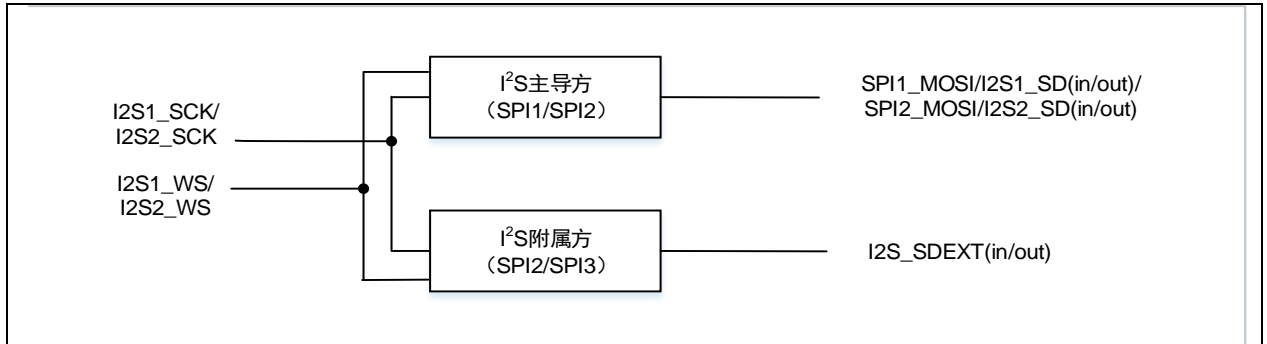 I2S1_SCK/
I2S2_SCK
I2S1_WS/
I2S2_WS
I²S主导方
（SPI1/SPI2）
SPI1_MOSI/I2S1_SD(in/out)/
SPI2_MOSI/I2S2_SD(in/out)
I²S附属方
（SPI2/SPI3）
I2S_SDEXT(in/out)